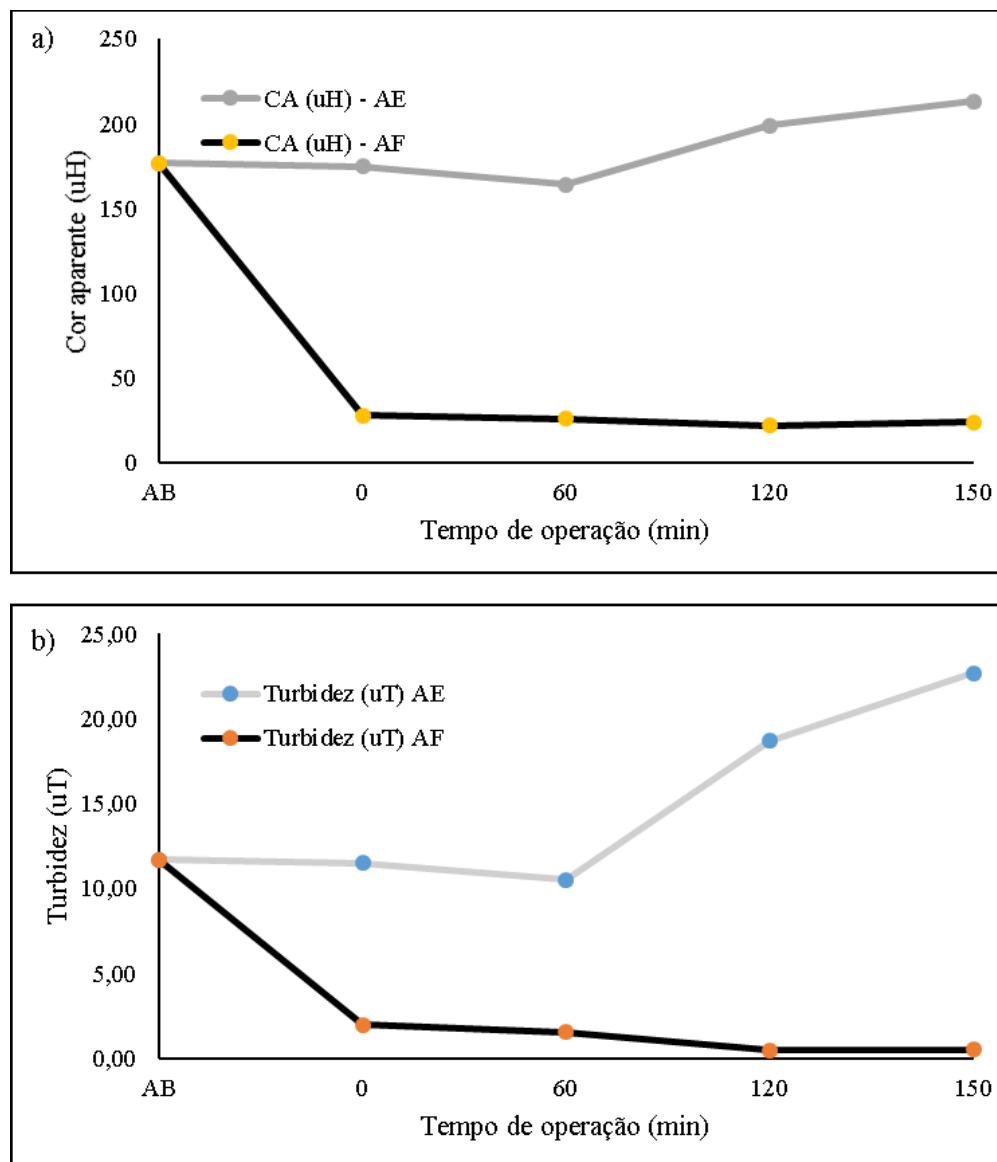 a)
250
200
150
100
50
0
Cor aparente (uH)
CA (uH) - AE
CA (uH) - AF
AB 0 60 120 150
Tempo de operação (min)
b)
25,00
20,00
15,00
10,00
5,00
0,00
Turbidez (uT)
Turbidez (uT) AE
Turbidez (uT) AF
AB 0 60 120 150
Tempo de operação (min)